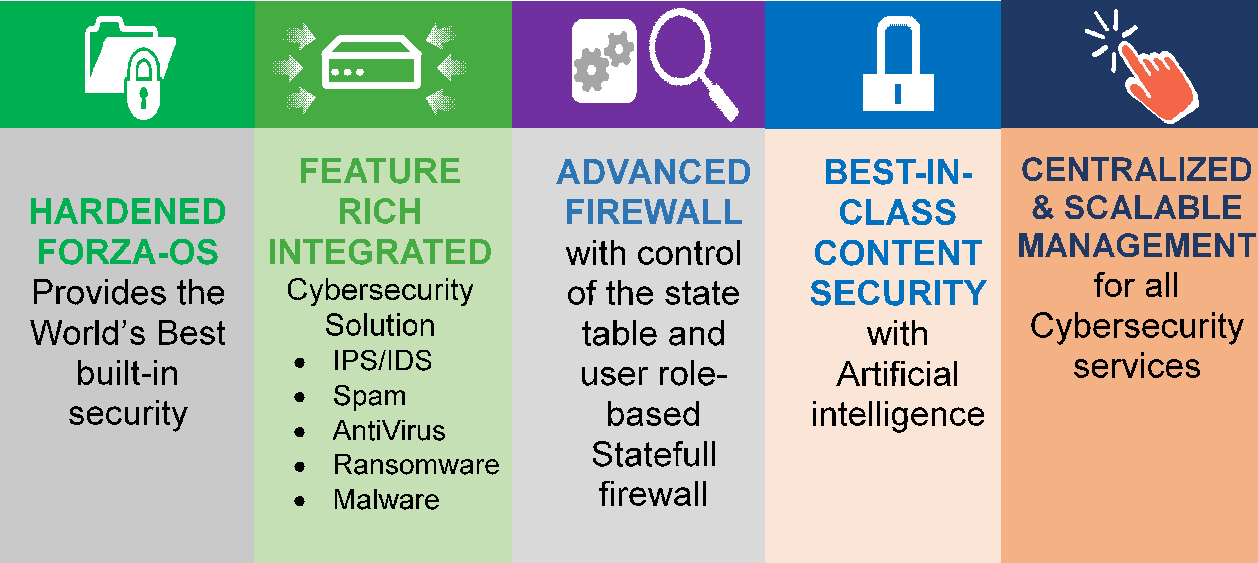 HARDENED
FORZA-OS
Provides the
World's Best
built-in
security
FEATURE
RICH
INTEGRATED
Cybersecurity
Solution
• IPS/IDS
• Spam
• AntiVirus
• Ransomware
• Malware
ADVANCED
FIREWALL
with control
of the state
table and
user role-
based
Statefull
firewall
BEST-IN-
CLASS
CONTENT
SECURITY
with
Artificial
intelligence
CENTRALIZED
& SCALABLE
MANAGEMENT
for all
Cybersecurity
services